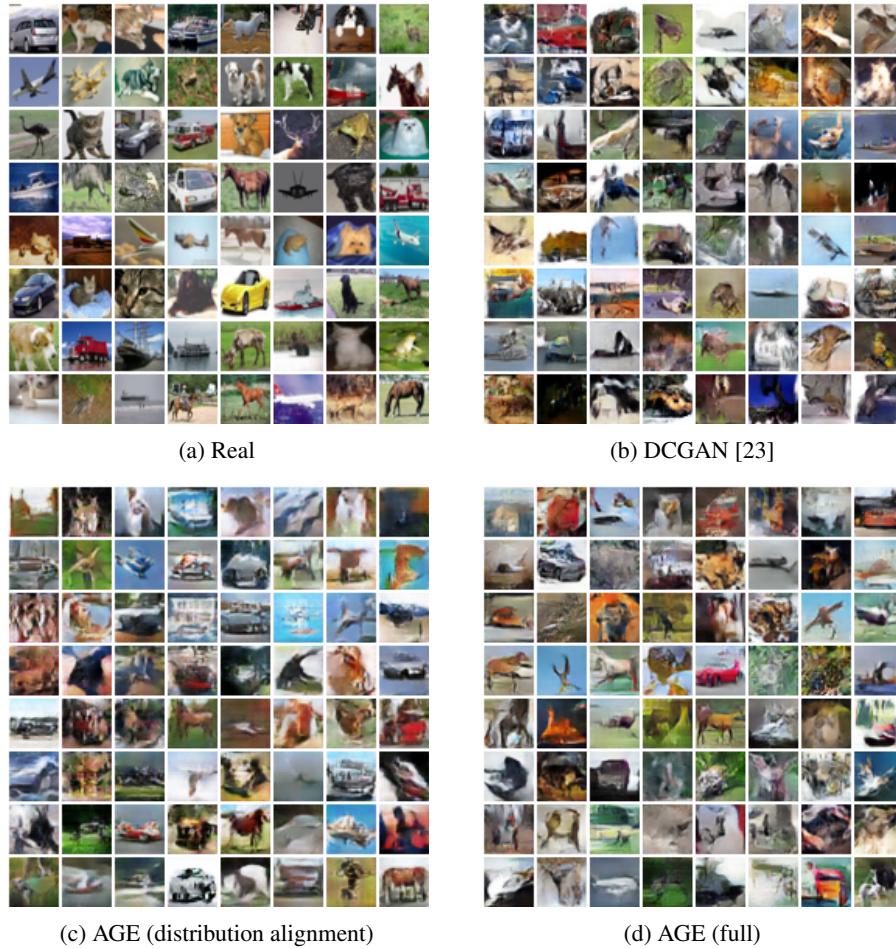 (a) Real
(b) DCGAN [23]
(c) AGE (distribution alignment)
(d) AGE (full)